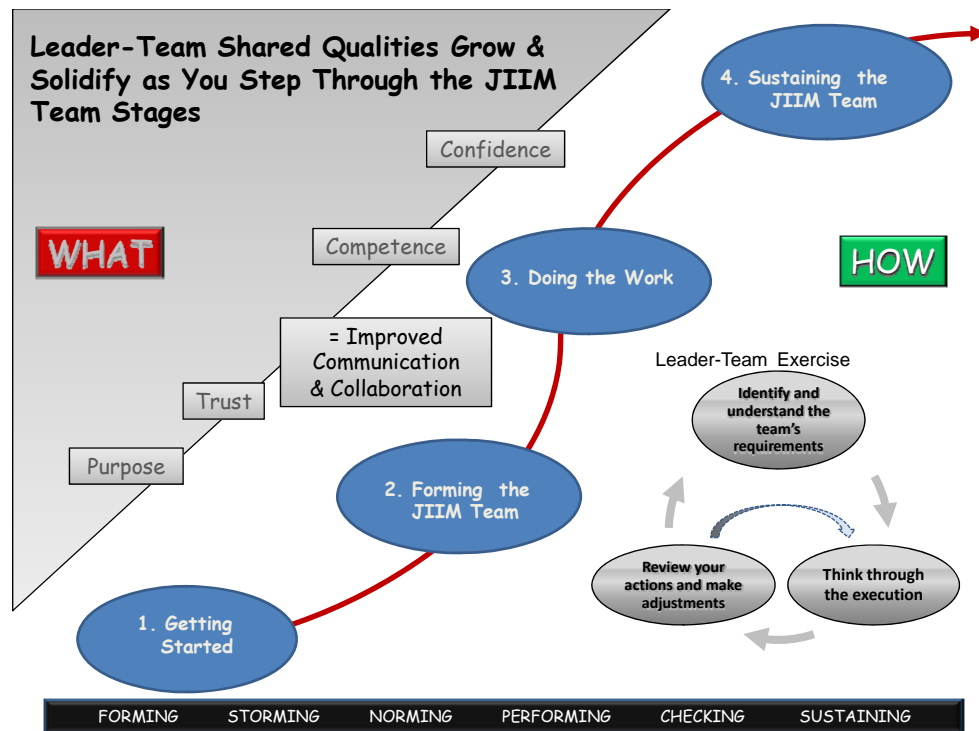 Leader-Team Shared Qualities Grow &
Solidify as You Step Through the JIIM
Team Stages
4. Sustaining the
JIIM Team
Confidence
WHAT
Competence
3. Doing the Work
HOW
= Improved
Communication
& Collaboration
Leader-Team Exercise
Identify and
understand the
team's
requirements
Trust
Purpose
2. Forming the
JIIM Team
Review your
actions and make
adjustments
Think through
the execution
1. Getting
Started
FORMING STORMING NORMING PERFORMING CHECKING SUSTAINING